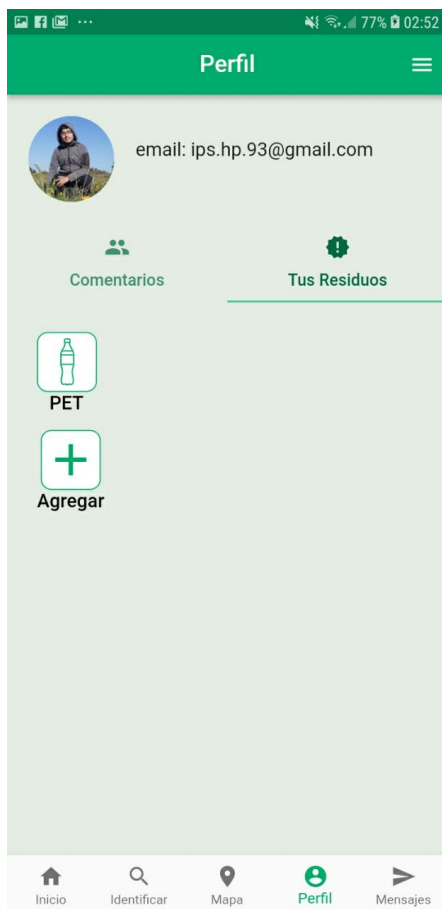 77% 02:52
Perfil
email: ips.hp.93@gmail.com
Comentarios Tus Residuos
PET
Agregar
Inicio Identificar Mapa Perfil Mensajes